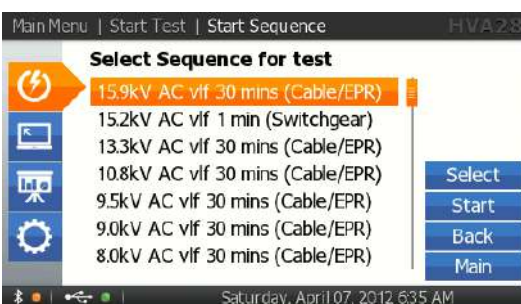 Main Menu | Start Test | Start Sequence HVA28
Select Sequence for test
15.9kV AC vlf 30 mins (Cable/EPR)
15.2kV AC vlf 1 min (Switchgear)
13.3kV AC vlf 30 mins (Cable/EPR)
10.8kV AC vlf 30 mins (Cable/EPR)
9.5kV AC vlf 30 mins (Cable/EPR)
9.0kV AC vlf 30 mins (Cable/EPR)
8.0kV AC vlf 30 mins (Cable/EPR)
Select
Start
Back
Main
Saturday, April 07, 2012 6:35 AM